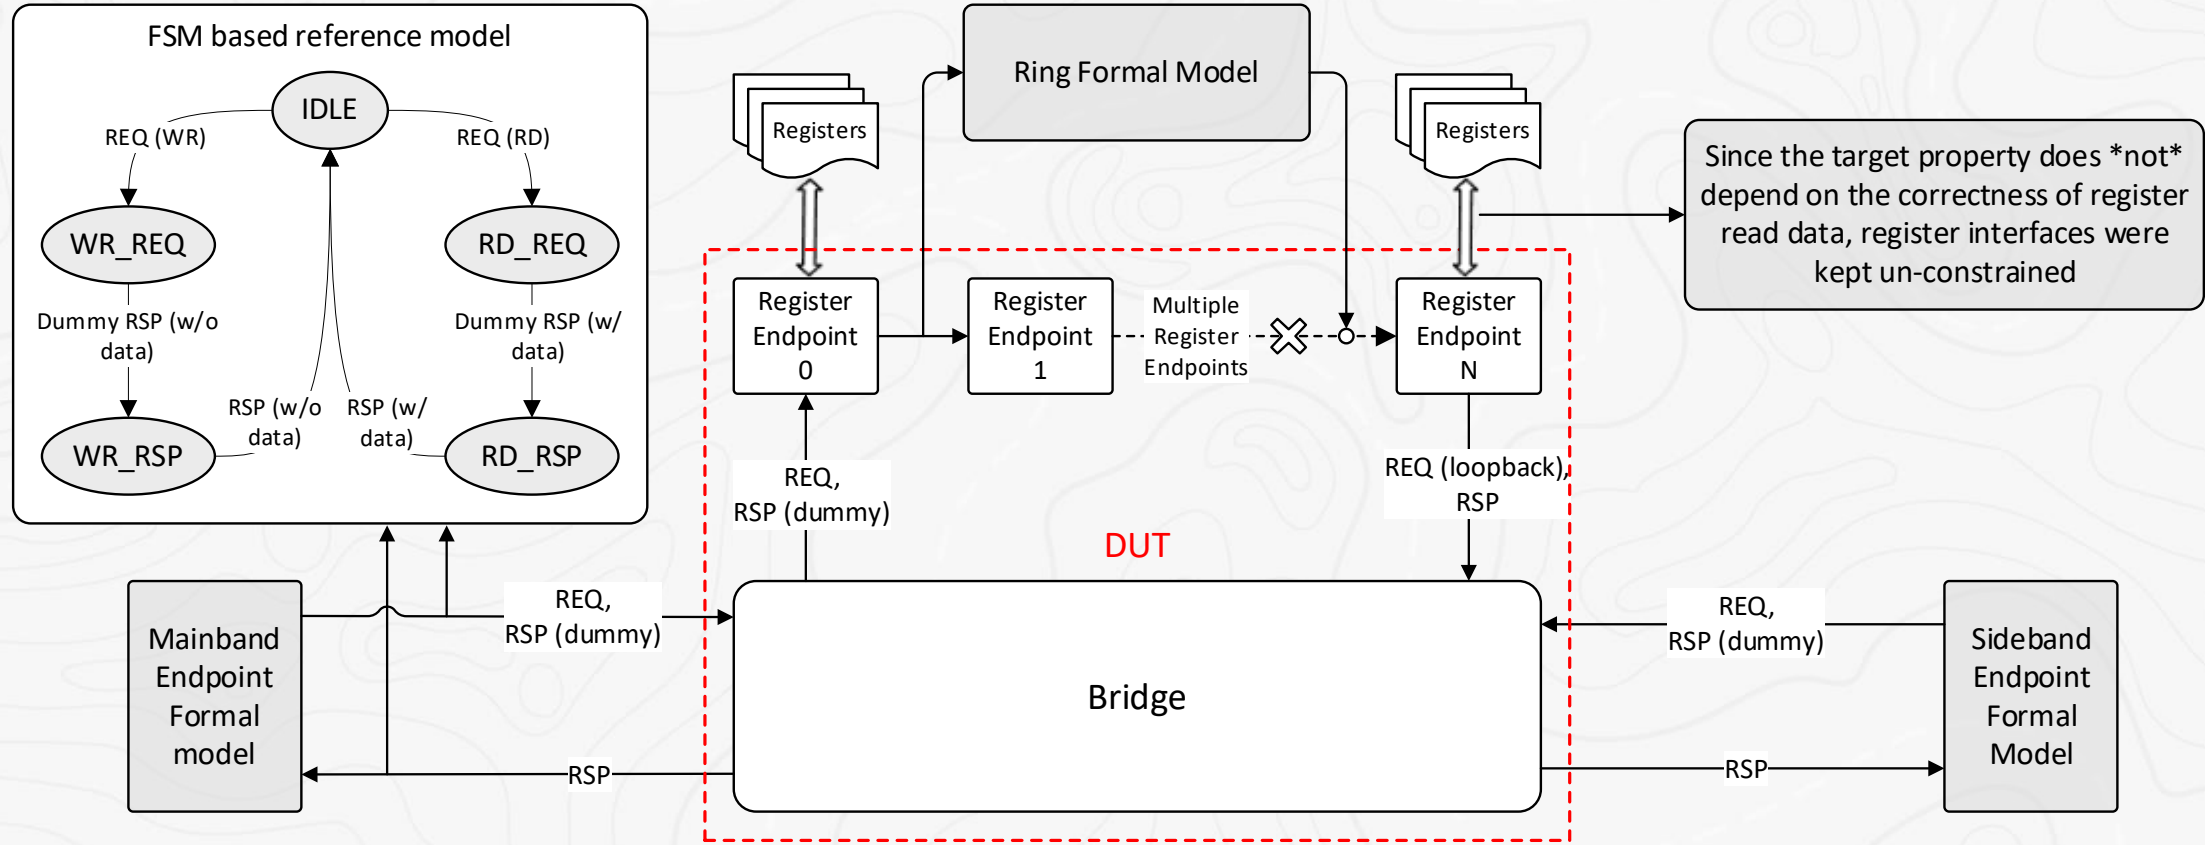 FSM based reference model
IDLE
REQ (WR)
REQ (RD)
WR_REQ
RD_REQ
Dummy RSP (w/o
data)
Dummy RSP (w/
data)
RSP (w/o
data)
RSP (w/
data)
WR_RSP
RD_RSP
Ring Formal Model
Registers
Registers
Since the target property does *not*
depend on the correctness of register
read data, register interfaces were
kept un-constrained
Register
Endpoint
0
Register
Endpoint
1
Multiple
Register
Endpoints
Register
Endpoint
N
REQ,
RSP (dummy)
REQ (loopback),
RSP
DUT
Mainband
Endpoint
Formal
model
REQ,
RSP (dummy)
RSP
Bridge
REQ,
RSP (dummy)
RSP
Sideband
Endpoint
Formal
Model